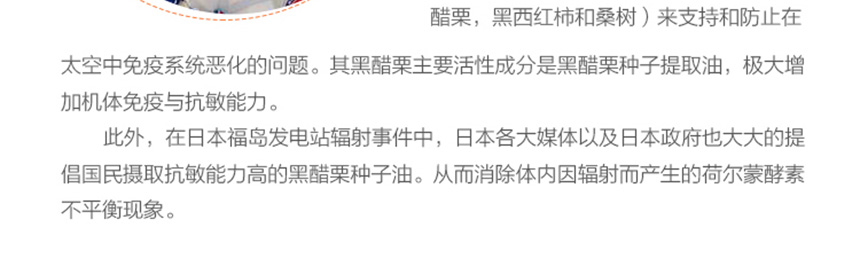 醋栗，黑西红柿和桑树）来支持和防止在
太空中免疫系统恶化的问题。其黑醋栗主要活性成分是黑醋栗种子提取油，极大增
加机体免疫与抗敏能力。
此外，在日本福岛发电站辐射事件中，日本各大媒体以及日本政府也大大的提
倡国民摄取抗敏能力高的黑醋栗种子油。从而消除体内因辐射而产生的荷尔蒙酵素
不平衡现象。